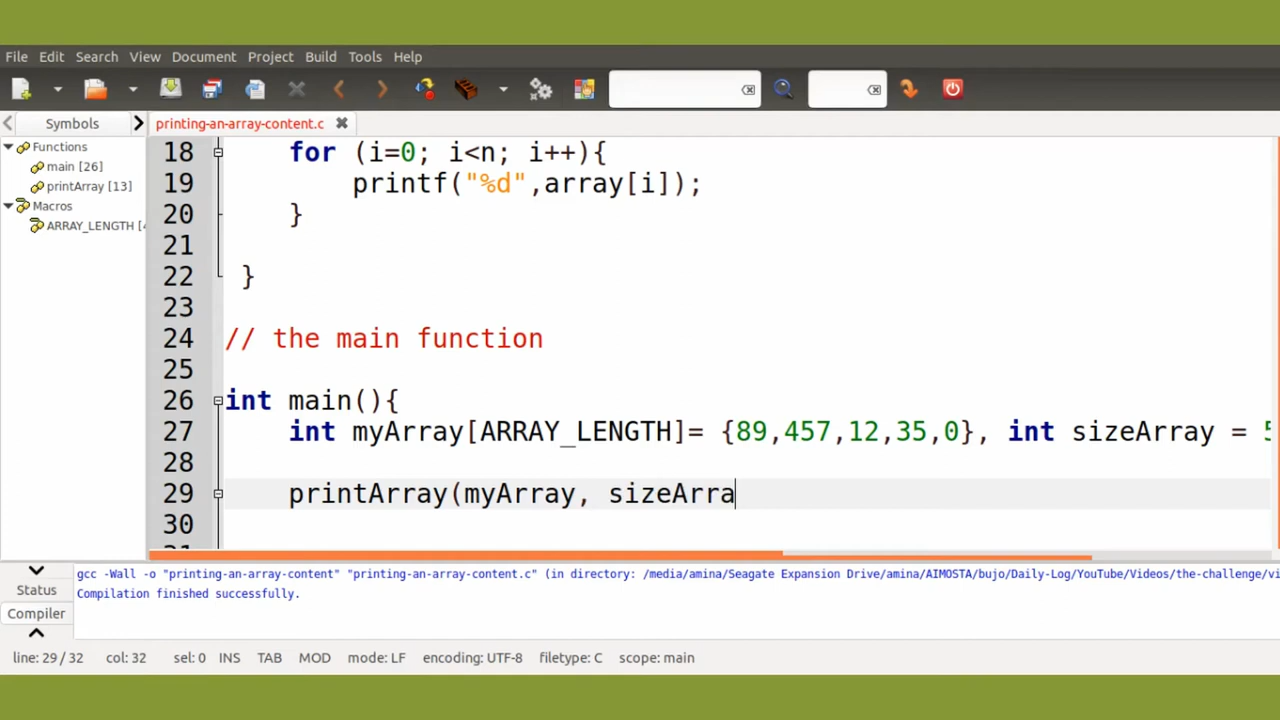 File Edit Search View Document Project Build Tools Help
Symbols printing-an-array-content.c
Functions
main [26]
printArray [13]
Macros
ARRAY_LENGTH [4
18 for (i=0; i<n; i++){
19 printf("%d",array[i]);
20 }
21
22 }
23
24 // the main function
25
26 int main(){
27 int myArray[ARRAY_LENGTH]= {89,457,12,35,0}, int sizeArray = 5
28
29 printArray(myArray, sizeArra
30
Status
Compiler
gcc -Wall -o "printing-an-array-content" "printing-an-array-content.c" (in directory: /media/amina/Seagate Expansion Drive/amina/AIMOSTA/bujo/Daily-Log/YouTube/Videos/the-challenge/vi
Compilation finished successfully.
line: 29 / 32 col: 32 sel: 0 INS TAB MOD mode: LF encoding: UTF-8 filetype: C scope: main